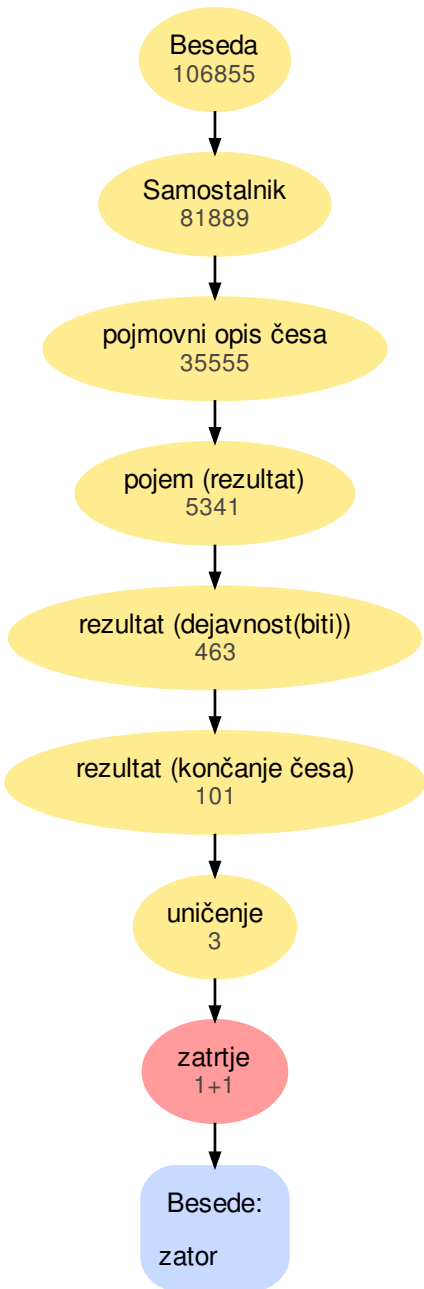 Beseda
106855
Samostalnik
81889
pojmovni opis česa
35555
pojem (rezultat)
5341
rezultat (dejavnost(biti))
463
rezultat (končanje česa)
101
uničenje
3
zatrtje
1+1
Besede:
zator